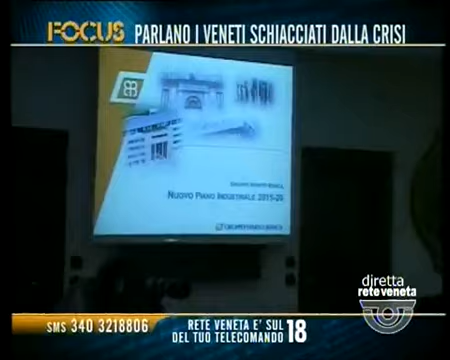 FOCUS PARLANO I VENETI SCHIACCIATI DALLA CRISI
NUOVO PIANO INDUSTRIALE 2015-20
diretta
rete veneta
SMS 340 3218806
RETE VENETA E' SUL
DEL TUO TELECOMANDO 18